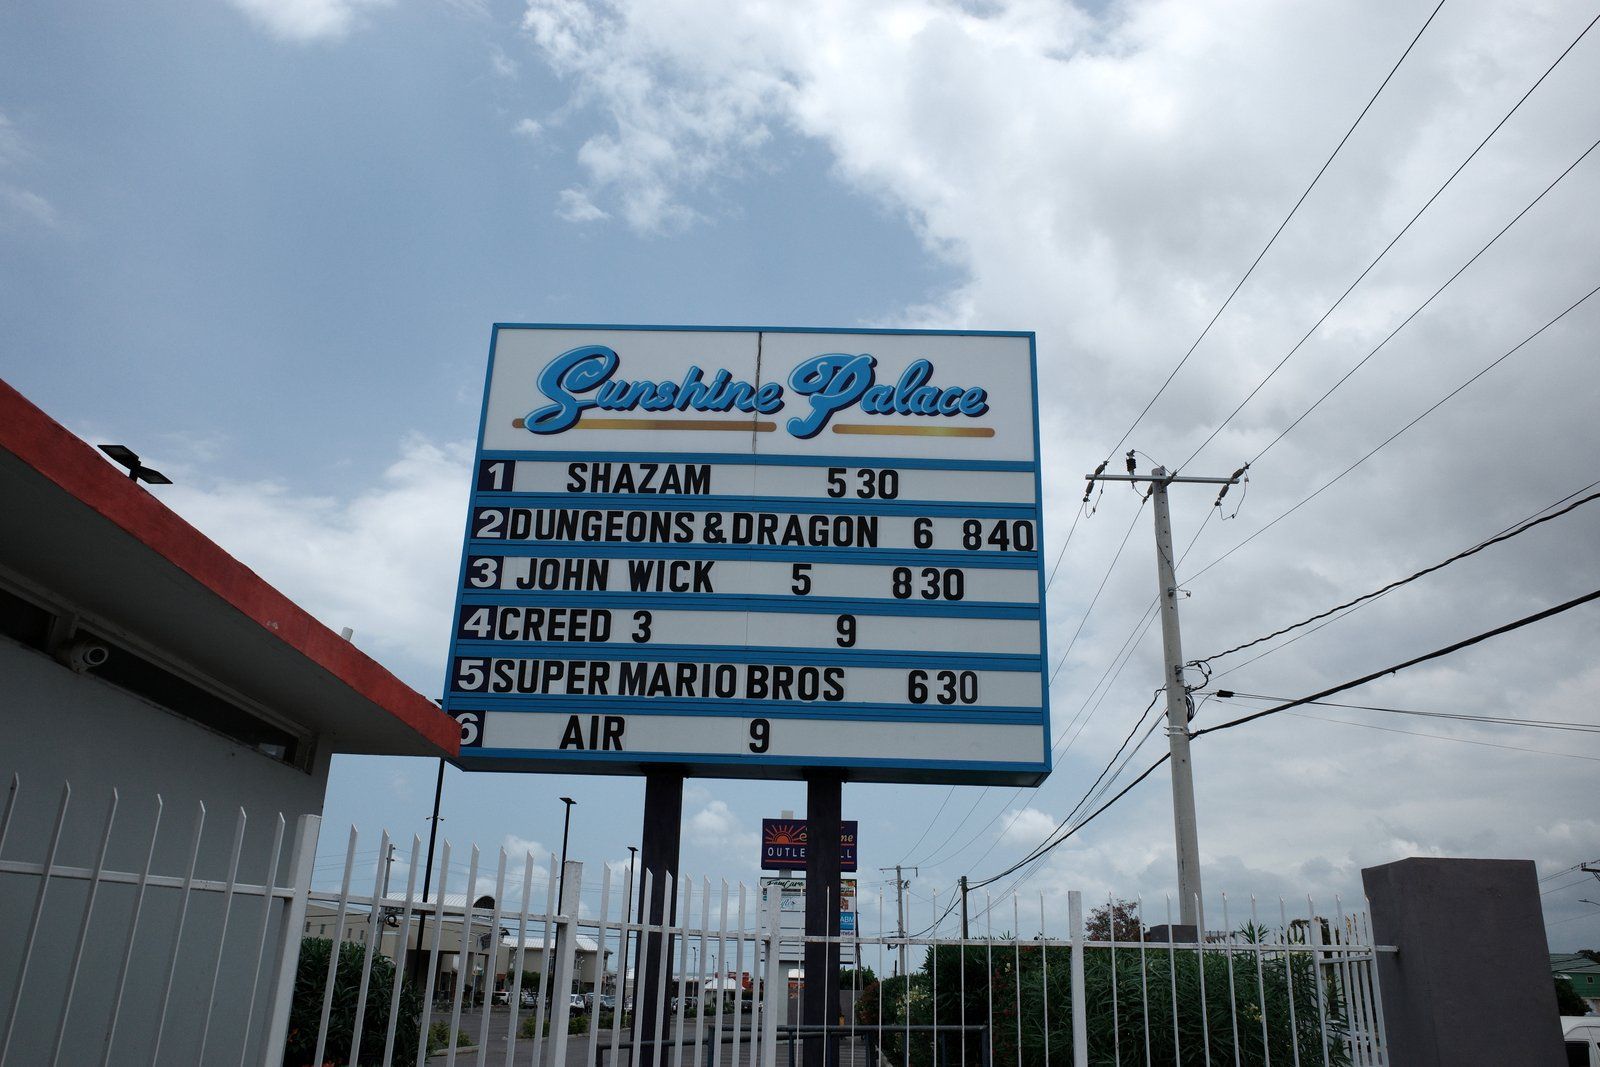 Sunshine Palace
1 SHAZAM 5 30
2 DUNGEONS & DRAGON 6 8 40
3 JOHN WICK 5 8 30
4 CREED 3 9
5 SUPER MARIO BROS 6 30
6 AIR 9